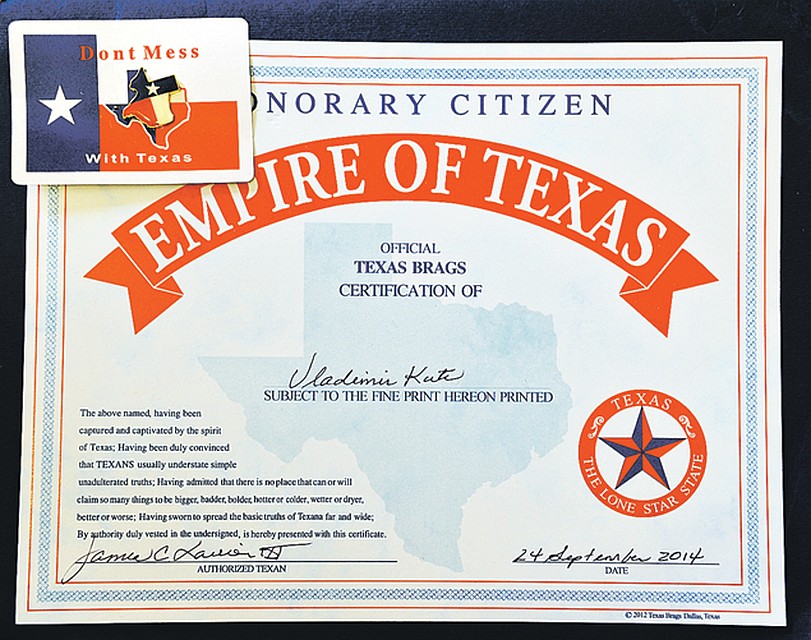 Dont Mess
With Texas
ONORARY CITIZEN
EMPIRE OF TEXAS
OFFICIAL
TEXAS BRAGS
CERTIFICATION OF
Vladimir
SUBJECT TO THE FINE PRINT HEREON PRINTED
The above named, having been
captured and captivated by the spirit
of Texas; Having been duly convinced
that TEXANS usually understate simple
unadulterated truths; Having admitted that there is no place that can or will
claim so many things to be bigger, badder, bolder, hotter or colder, wetter or dryer,
better or worse; Having sworn to spread the basic truths of Texana far and wide;
By authority duly vested in the undersigned, is hereby presented with this certificate.
James C
AUTHORIZED TEXAN
24 September 2014
DATE
TEXAS
THE LONE STAR STATE
© 2012 Texas Brags Dallas, Texas